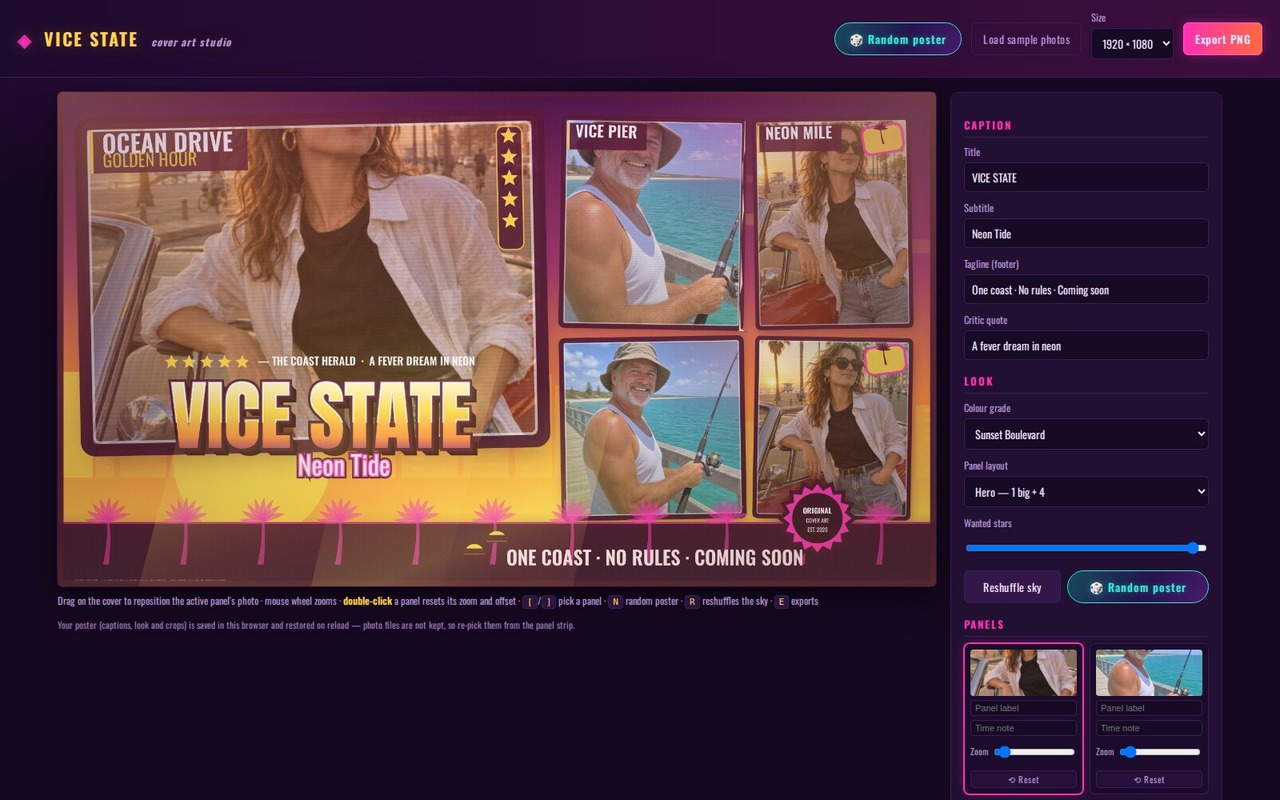 VICE STATE cover art studio
🎲 Random poster
Load sample photos
Size
1920 × 1080
Export PNG
OCEAN DRIVE
GOLDEN HOUR
VICE PIER
NEON MILE
— THE COAST HERALD · A FEVER DREAM IN NEON
VICE STATE
Neon Tide
ORIGINAL
COVER ART
EST. 2020
ONE COAST · NO RULES · COMING SOON
Drag on the cover to reposition the active panel's photo · mouse wheel zooms · double-click a panel resets its zoom and offset · [ / ] pick a panel · N random poster · R reshuffles the sky · E exports
Your poster (captions, look and crops) is saved in this browser and restored on reload — photo files are not kept, so re-pick them from the panel strip.
CAPTION
Title
VICE STATE
Subtitle
Neon Tide
Tagline (footer)
One coast · No rules · Coming soon
Critic quote
A fever dream in neon
LOOK
Colour grade
Sunset Boulevard
Panel layout
Hero — 1 big + 4
Wanted stars
Reshuffle sky
🎲 Random poster
PANELS
Panel label
Time note
Zoom
⟲ Reset
Panel label
Time note
Zoom
⟲ Reset